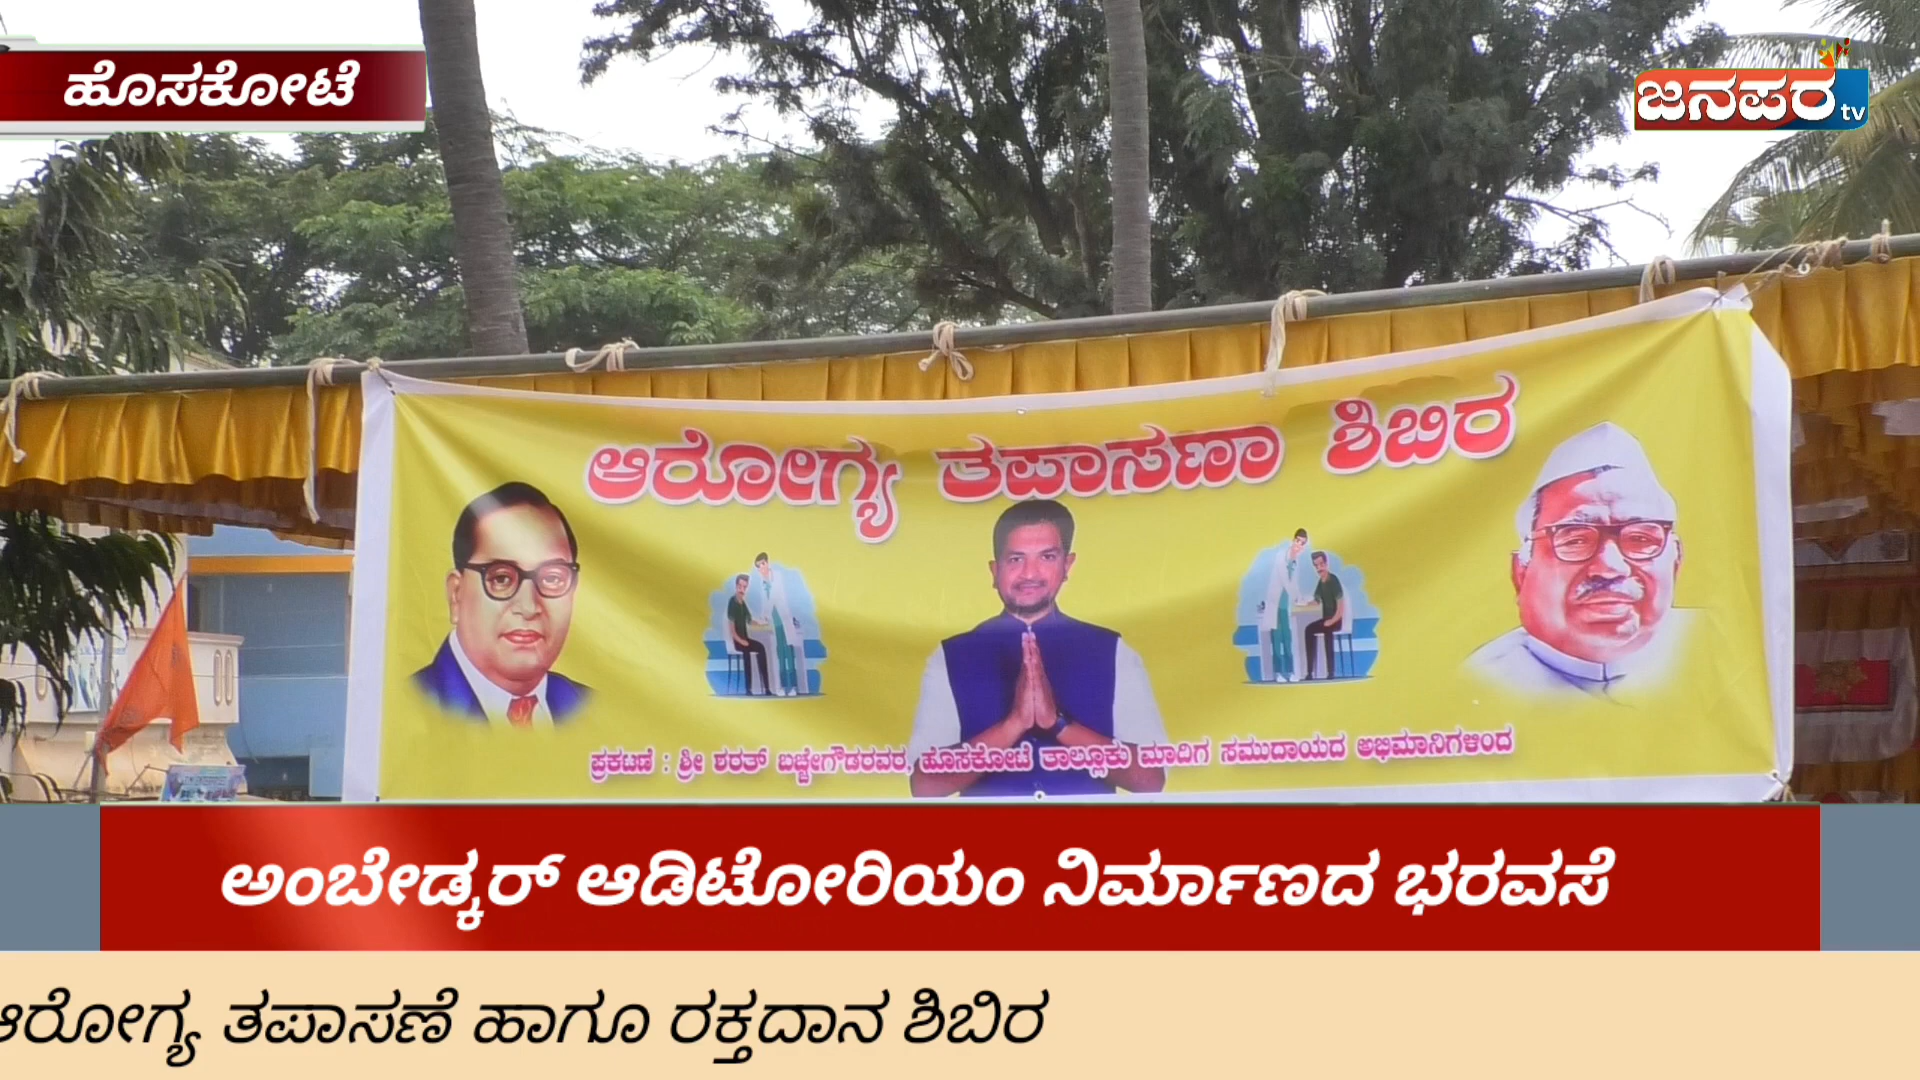 ಹೊಸಕೋಟೆ
ಜನಪರ tv
ಆರೋಗ್ಯ ತಪಾಸಣಾ ಶಿಬಿರ
ಪ್ರಕಟಣೆ : ಶ್ರೀ ಶರತ್ ಬಚ್ಚೇಗೌಡರವರ, ಹೊಸಕೋಟೆ ತಾಲ್ಲೂಕು ಮಾದಿಗ ಸಮುದಾಯದ ಅಭಿಮಾನಿಗಳಿಂದ
ಅಂಬೇಡ್ಕರ್ ಆಡಿಟೋರಿಯಂ ನಿರ್ಮಾಣದ ಭರವಸೆ
ಆರೋಗ್ಯ ತಪಾಸಣೆ ಹಾಗೂ ರಕ್ತದಾನ ಶಿಬಿರ